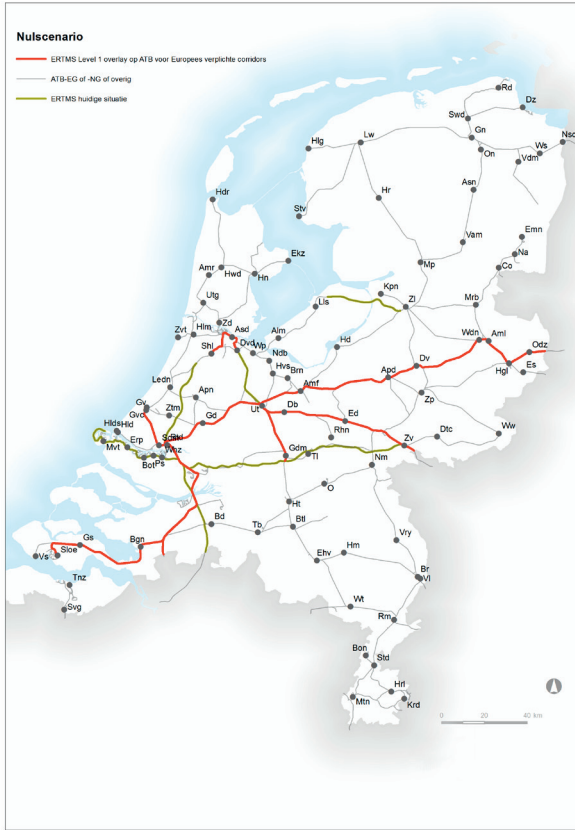 Nulscenario
ERTMS Level 1 overlay op ATB voor Europees verplichte corridors
ATB-EG of -NG of overig
ERTMS huidige situatie
Rd
Dz
Swd
Gn
Nsc
Hlg
Lw
On
Ws
Vdm
Hdr
Hr
Asn
Stv
Emn
Vam
Na
Ekz
Mp
Co
Amr
Hwd
Hn
Kpn
Utg
Lls
Zl
Mrb
Zd
Asd
Zvt
Hlm
Alm
Wdn
Aml
Dvd
Wp
Hd
Odz
Shl
Ndb
Dv
Hgl
Hvs
Brn
Apd
Es
Ledn
Apn
Amf
Zp
Gv
Gvc
Ztm
Gd
Ut
Db
Ed
Hlds
Hld
Rhn
Dtc
Ww
Mvt
Erp
Zv
Bot
Ps
Gdm
Tl
Nm
O
Ht
Bd
Tb
Btl
Gs
Bgn
Vry
Vs
Sloe
Ehv
Hm
Tnz
Br
Vl
Svg
Wt
Rm
Bon
Std
Hrl
Mtn
Krd
0 20 40 km